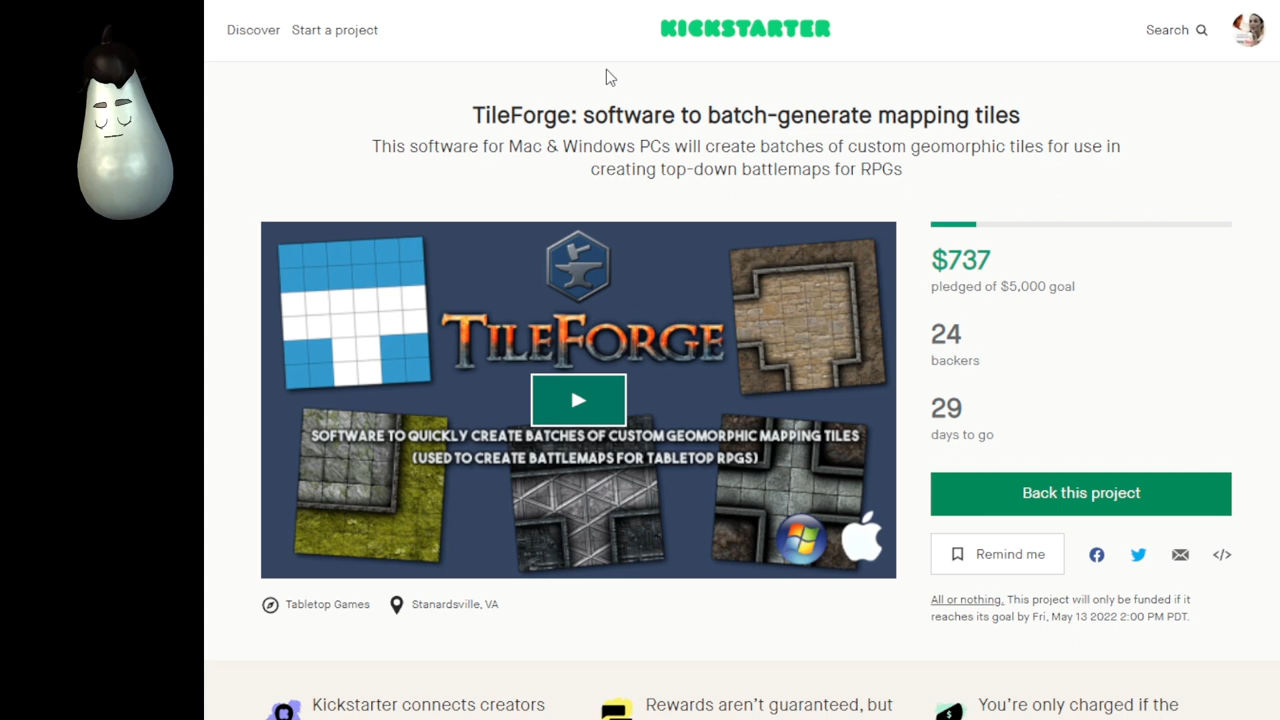 Discover Start a project
KICKSTARTER
Search
TileForge: software to batch-generate mapping tiles
This software for Mac & Windows PCs will create batches of custom geomorphic tiles for use in
creating top-down battlemaps for RPGs
TILEFORGE
SOFTWARE TO QUICKLY CREATE BATCHES OF CUSTOM GEOMORPHIC MAPPING TILES
(USED TO CREATE BATTLEMAPS FOR TABLETOP RPGS)
$737
pledged of $5,000 goal
24
backers
29
days to go
Back this project
Remind me
</>
All or nothing. This project will only be funded if it
reaches its goal by Fri, May 13 2022 2:00 PM PDT.
Tabletop Games
Stanardsville, VA
Kickstarter connects creators
Rewards aren't guaranteed, but
You're only charged if the